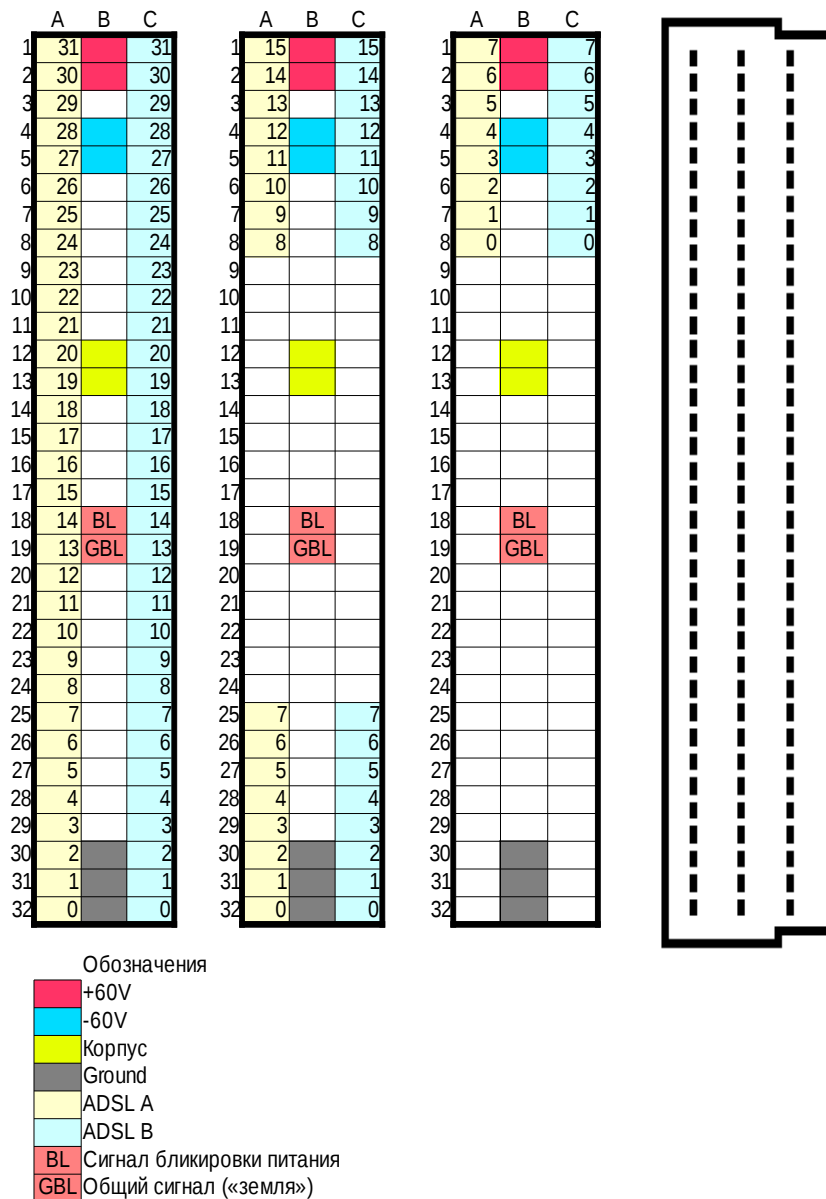 A B C A B C A B C
1 31 31 1 15 15 1 7 7
2 30 30 2 14 14 2 6 6
3 29 29 3 13 13 3 5 5
4 28 28 4 12 12 4 4 4
5 27 27 5 11 11 5 3 3
6 26 26 6 10 10 6 2 2
7 25 25 7 9 9 7 1 1
8 24 24 8 8 8 8 0 0
9 23 23 9 9
10 22 22 10 10
11 21 21 11 11
12 20 20 12 12
13 19 19 13 13
14 18 18 14 14
15 17 17 15 15
16 16 16 16 16
17 15 15 17 17
18 14 BL 14 18 BL 18 BL
19 13 GBL 13 19 GBL 19 GBL
20 12 12 20 20
21 11 11 21 21
22 10 10 22 22
23 9 9 23 23
24 8 8 24 24
25 7 7 25 7 7 25
26 6 6 26 6 6 26
27 5 5 27 5 5 27
28 4 4 28 4 4 28
29 3 3 29 3 3 29
30 2 2 30 2 2 30
31 1 1 31 1 1 31
32 0 0 32 0 0 32
Обозначения
+60V
-60V
Корпус
Ground
ADSL A
ADSL B
BL Сигнал бликировки питания
GBL Общий сигнал («земля»)